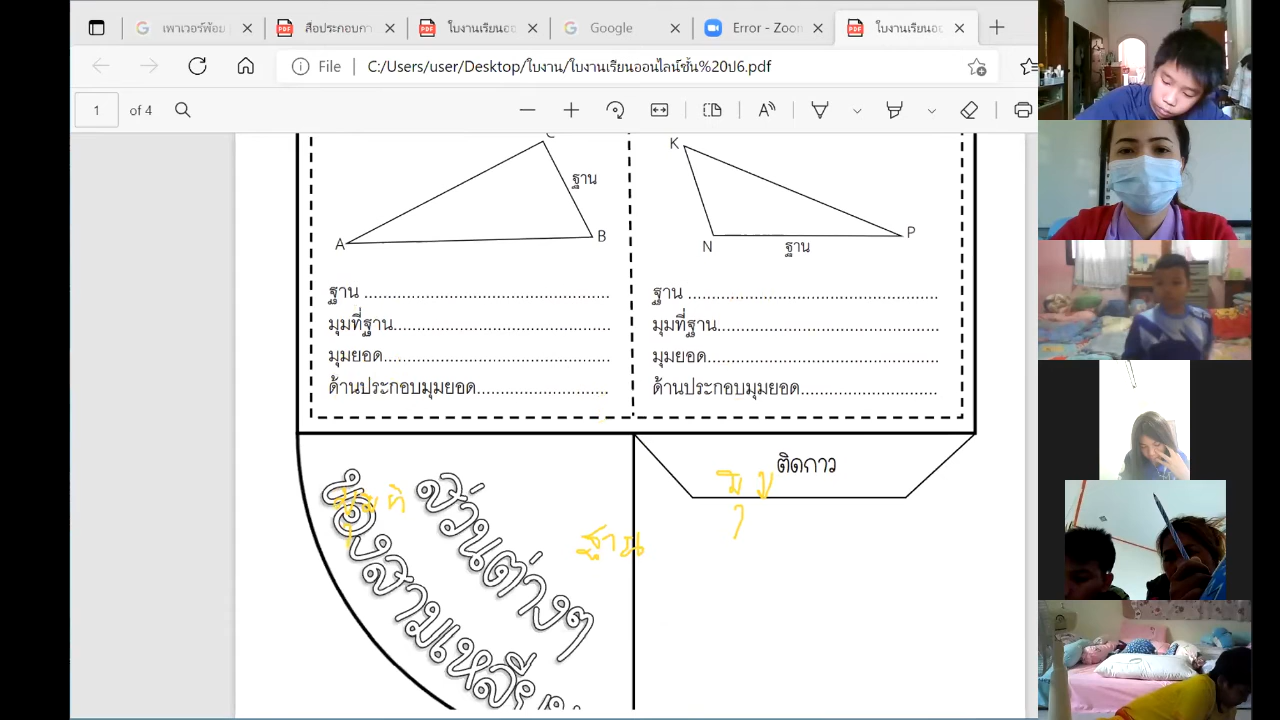 เพาเวอร์พ้อย
สื่อประกอบกา
ใบงานเรียนออ
Google
Error - Zoom
ใบงานเรียนออ
File C:/Users/user/Desktop/ใบงาน/ใบงานเรียนออนไลน์ชั้น%20ป6.pdf
1 of 4
ฐาน
A
B
K
N
P
ฐาน
ฐาน ............................................
มุมที่ฐาน.......................................
มุมยอด........................................
ด้านประกอบมุมยอด........................
ฐาน ............................................
มุมที่ฐาน.......................................
มุมยอด........................................
ด้านประกอบมุมยอด........................
ติดกาว
ส่วนต่างๆ
ฐาน